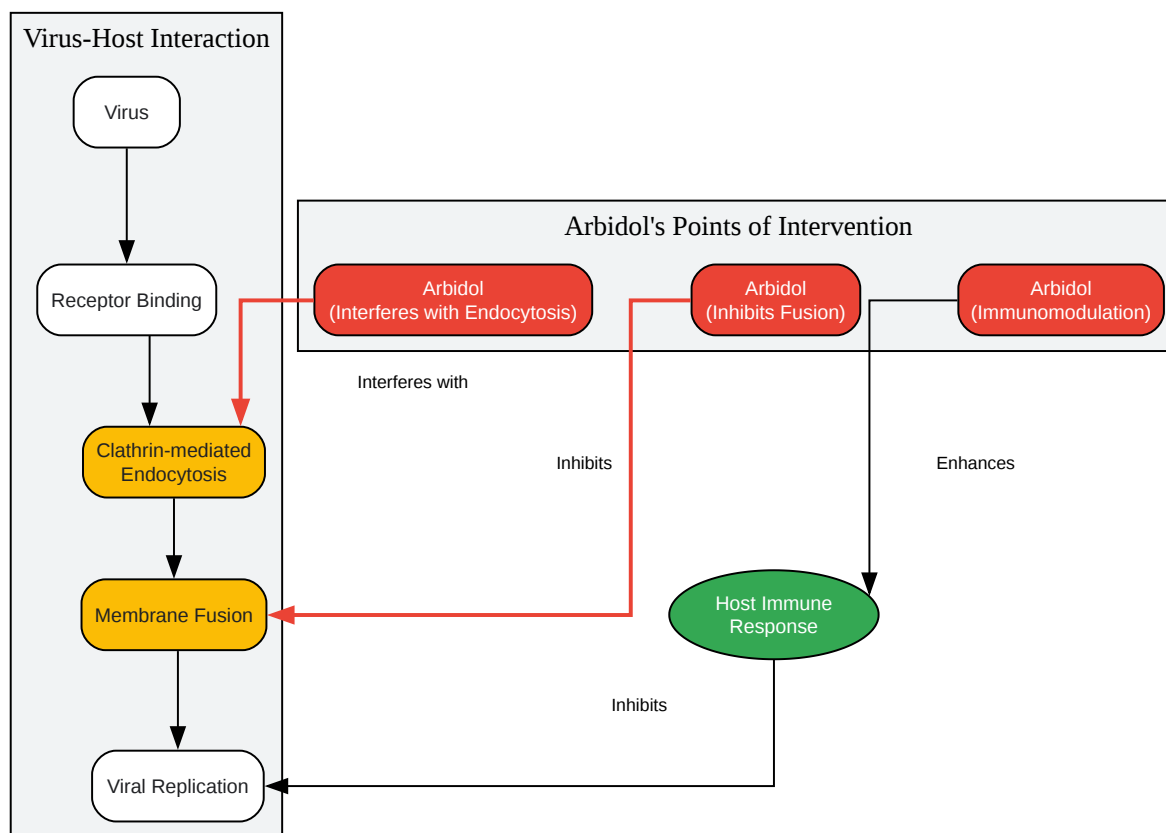 Virus-Host Interaction
Virus
Arbidol's Points of Intervention
Receptor Binding
Arbidol
(Interferes with Endocytosis)
Arbidol
(Inhibits Fusion)
Arbidol
(Immunomodulation)
Interferes with
Clathrin-mediated
Endocytosis
Inhibits
Enhances
Membrane Fusion
Host Immune
Response
Inhibits
Viral Replication